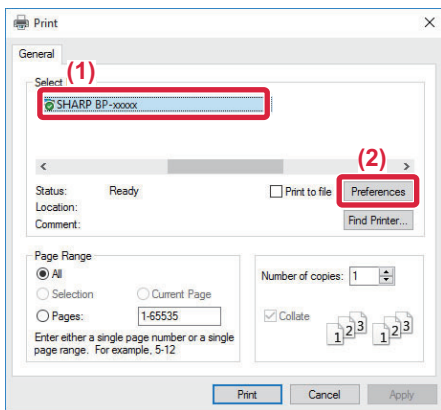 Print
General
Select
(1)
SHARP BP-xxxxx
(2)
Status: Ready
Print to file
Preferences
Location:
Comment:
Find Printer...
Page Range
All
Selection
Current Page
Pages: 1-65535
Enter either a single page number or a single
page range. For example, 5-12
Number of copies: 1
Collate
1 2 3 1 2 3
Print Cancel Apply